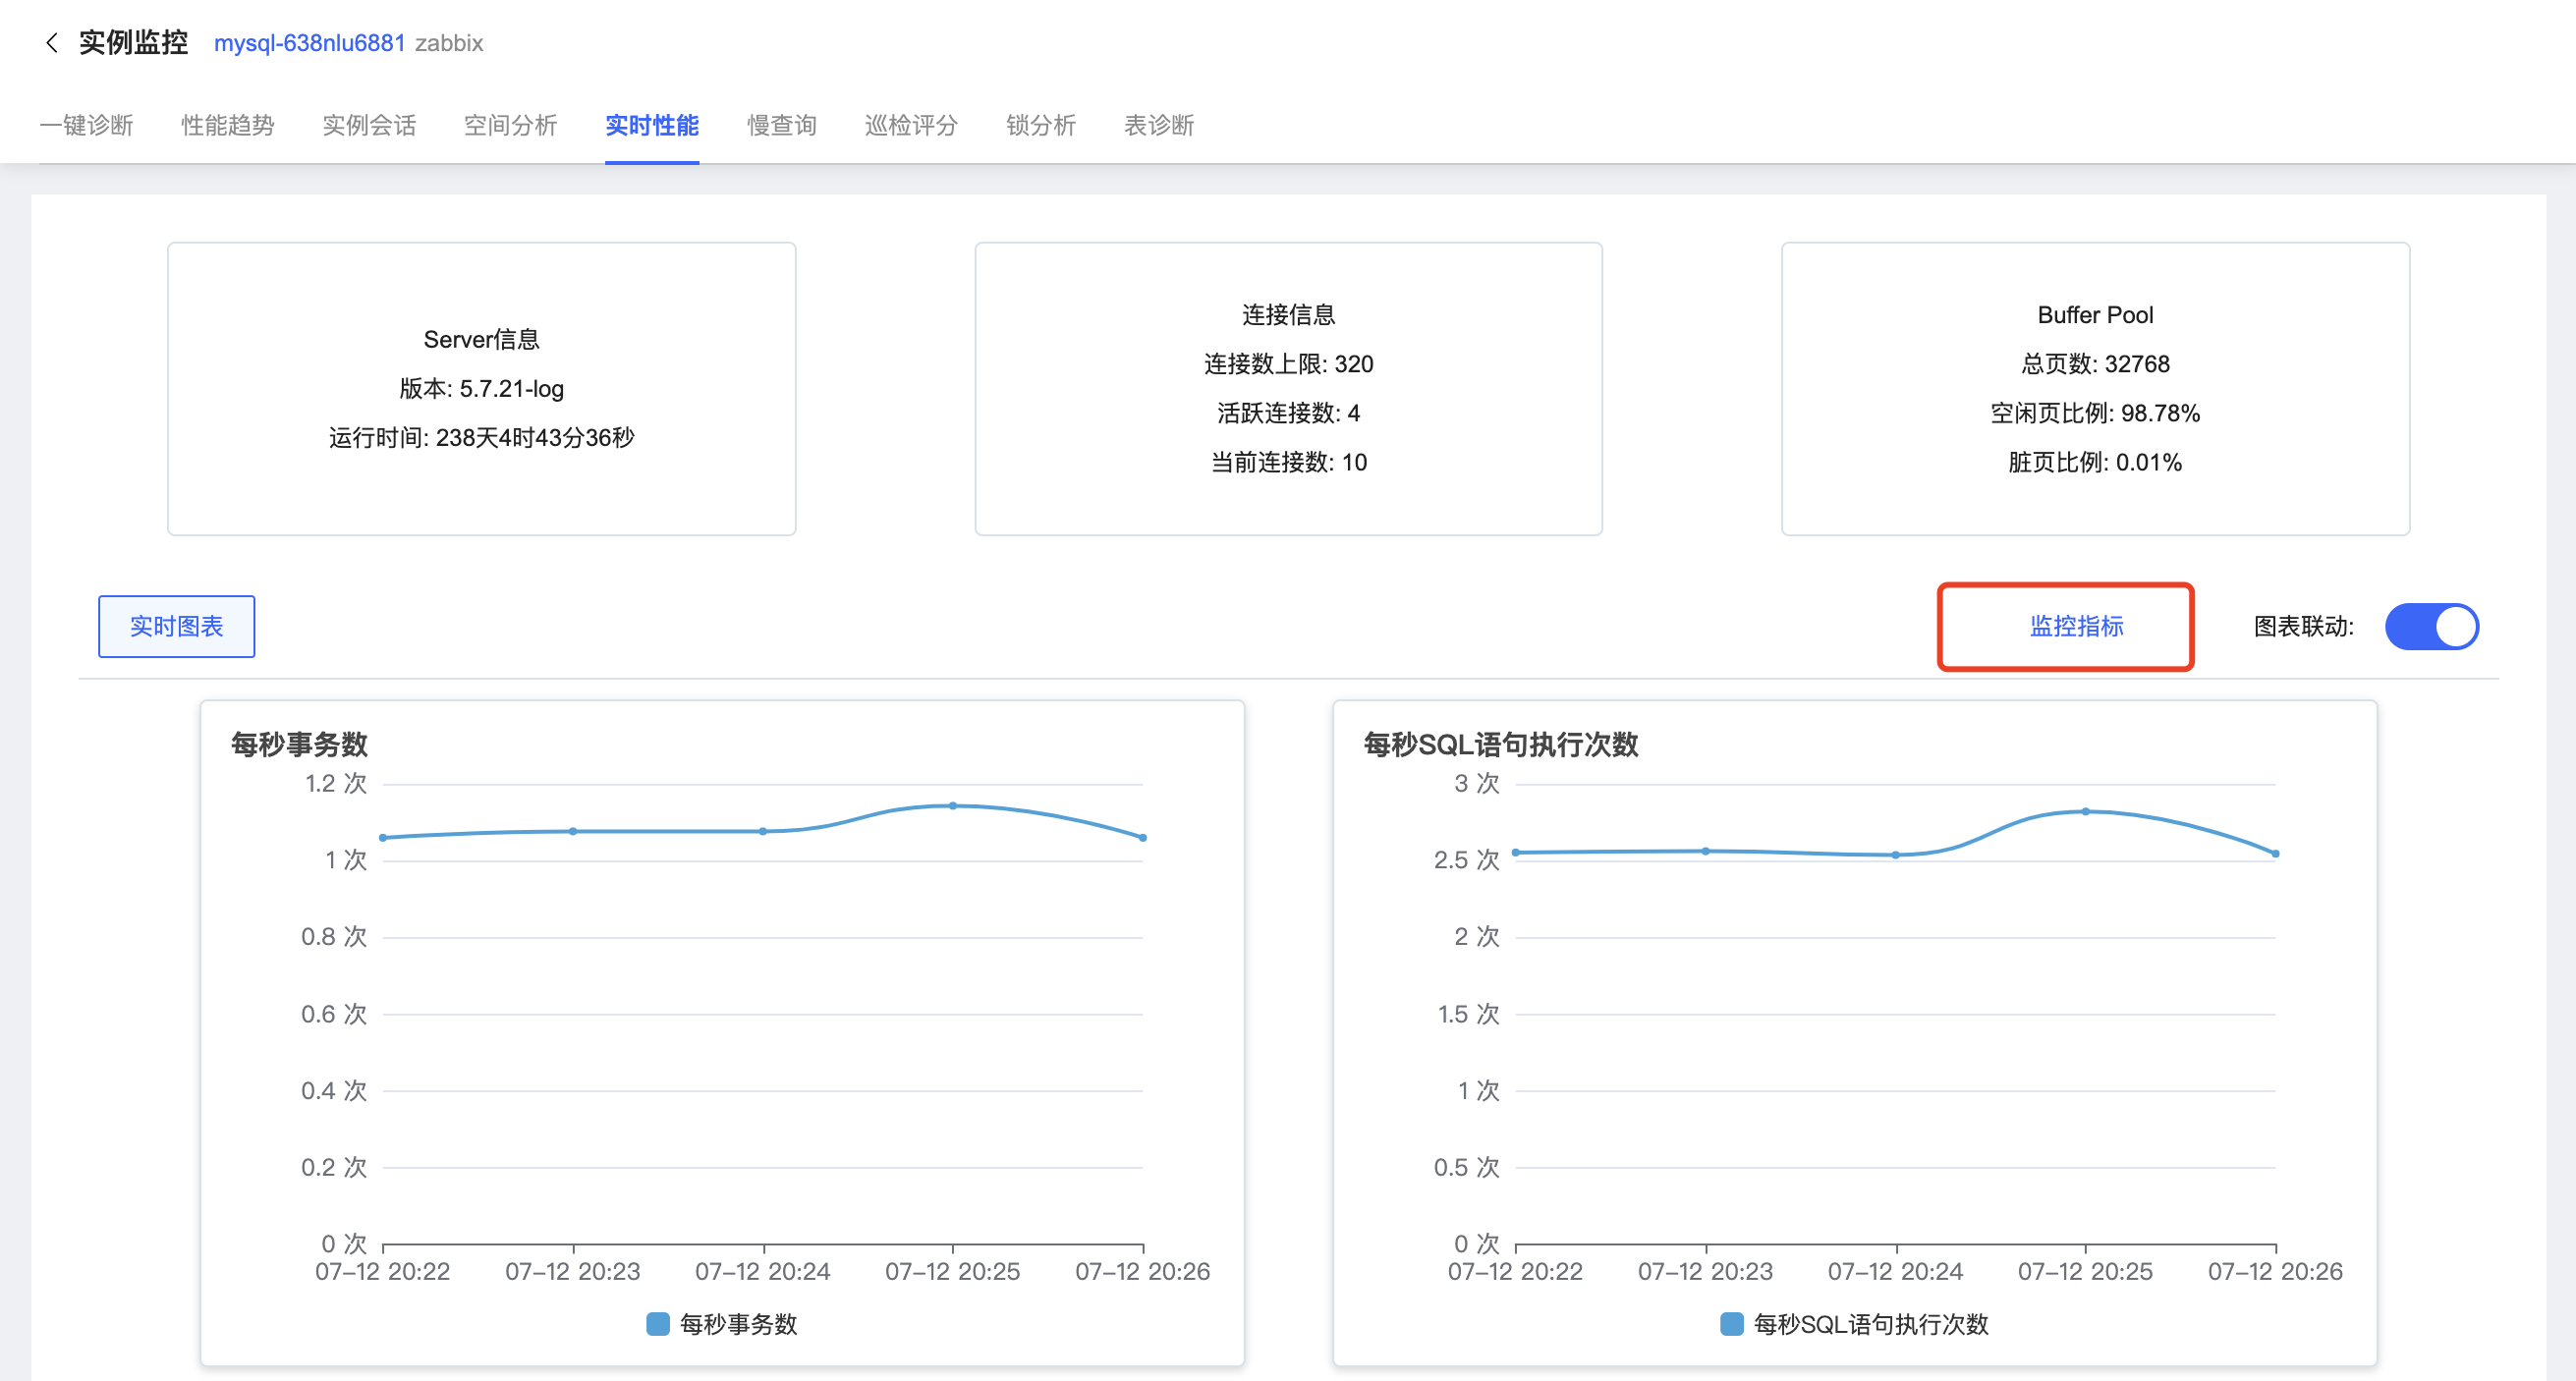 实例监控 mysql-638nlu6881 zabbix
一键诊断 性能趋势 实例会话 空间分析 实时性能 慢查询 巡检评分 锁分析 表诊断
Server信息
版本: 5.7.21-log
运行时间: 238天4时43分36秒
连接信息
连接数上限: 320
活跃连接数: 4
当前连接数: 10
Buffer Pool
总页数: 32768
空闲页比例: 98.78%
脏页比例: 0.01%
实时图表 监控指标 图表联动:
每秒事务数
1.2 次
1 次
0.8 次
0.6 次
0.4 次
0.2 次
0 次
07-12 20:22 07-12 20:23 07-12 20:24 07-12 20:25 07-12 20:26
每秒事务数
每秒SQL语句执行次数
3 次
2.5 次
2 次
1.5 次
1 次
0.5 次
0 次
07-12 20:22 07-12 20:23 07-12 20:24 07-12 20:25 07-12 20:26
每秒SQL语句执行次数